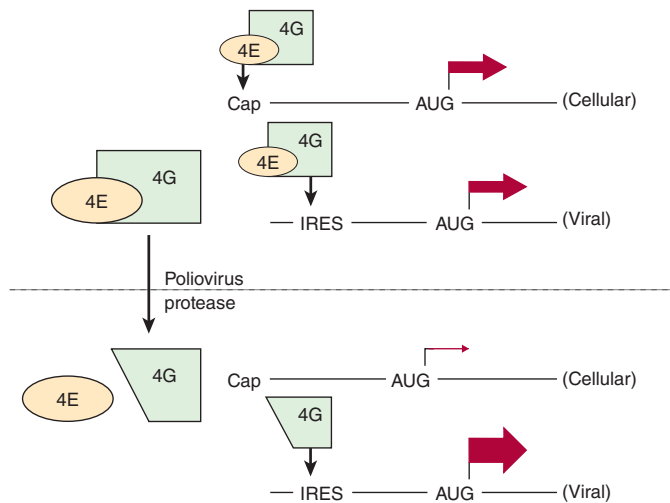 4G
4E
Cap AUG (Cellular)
4G
4E
4G
4E
IRES AUG (Viral)
Poliovirus
protease
4G
4E
Cap AUG (Cellular)
4G
IRES AUG (Viral)